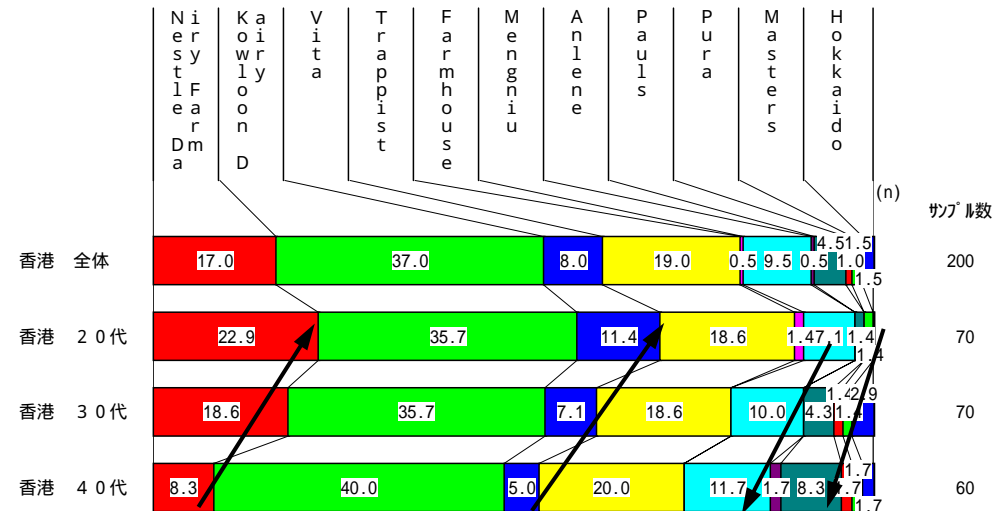 Nestle Dairy Farm
Kowloon Dairy
Vita
Trappist
Farmhouse
Mengniu
Anlene
Pauls
Pura
Masters
Hokkaido
(n)
サンプル数
香港 全体 17.0 37.0 8.0 19.0 0.5 9.5 0.5 4.5 1.0 1.5 1.5 200
香港 20代 22.9 35.7 11.4 18.6 1.4 7.1 1.4 1.4 70
香港 30代 18.6 35.7 7.1 18.6 10.0 4.3 1.4 1.4 2.9 70
香港 40代 8.3 40.0 5.0 20.0 11.7 1.7 8.3 1.7 1.7 60